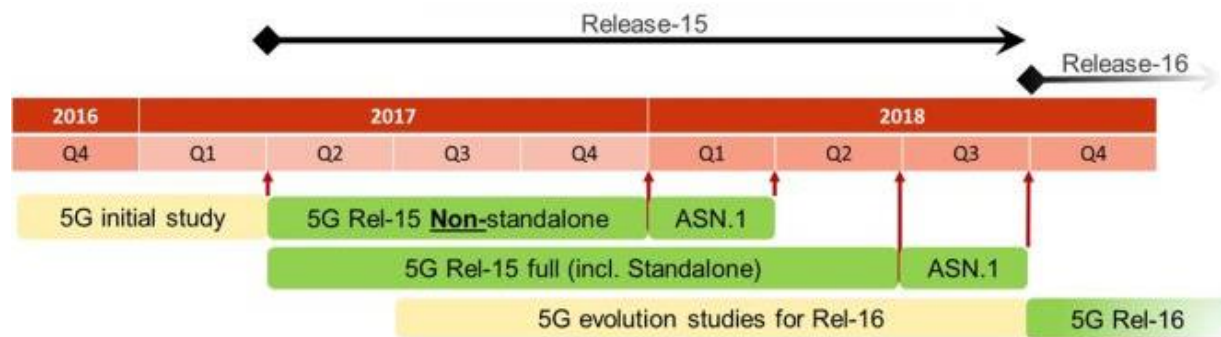 Release-15
Release-16
2016 2017 2018
Q4 Q1 Q2 Q3 Q4 Q1 Q2 Q3 Q4
5G initial study 5G Rel-15 Non-standalone ASN.1
5G Rel-15 full (incl. Standalone) ASN.1
5G evolution studies for Rel-16 5G Rel-16